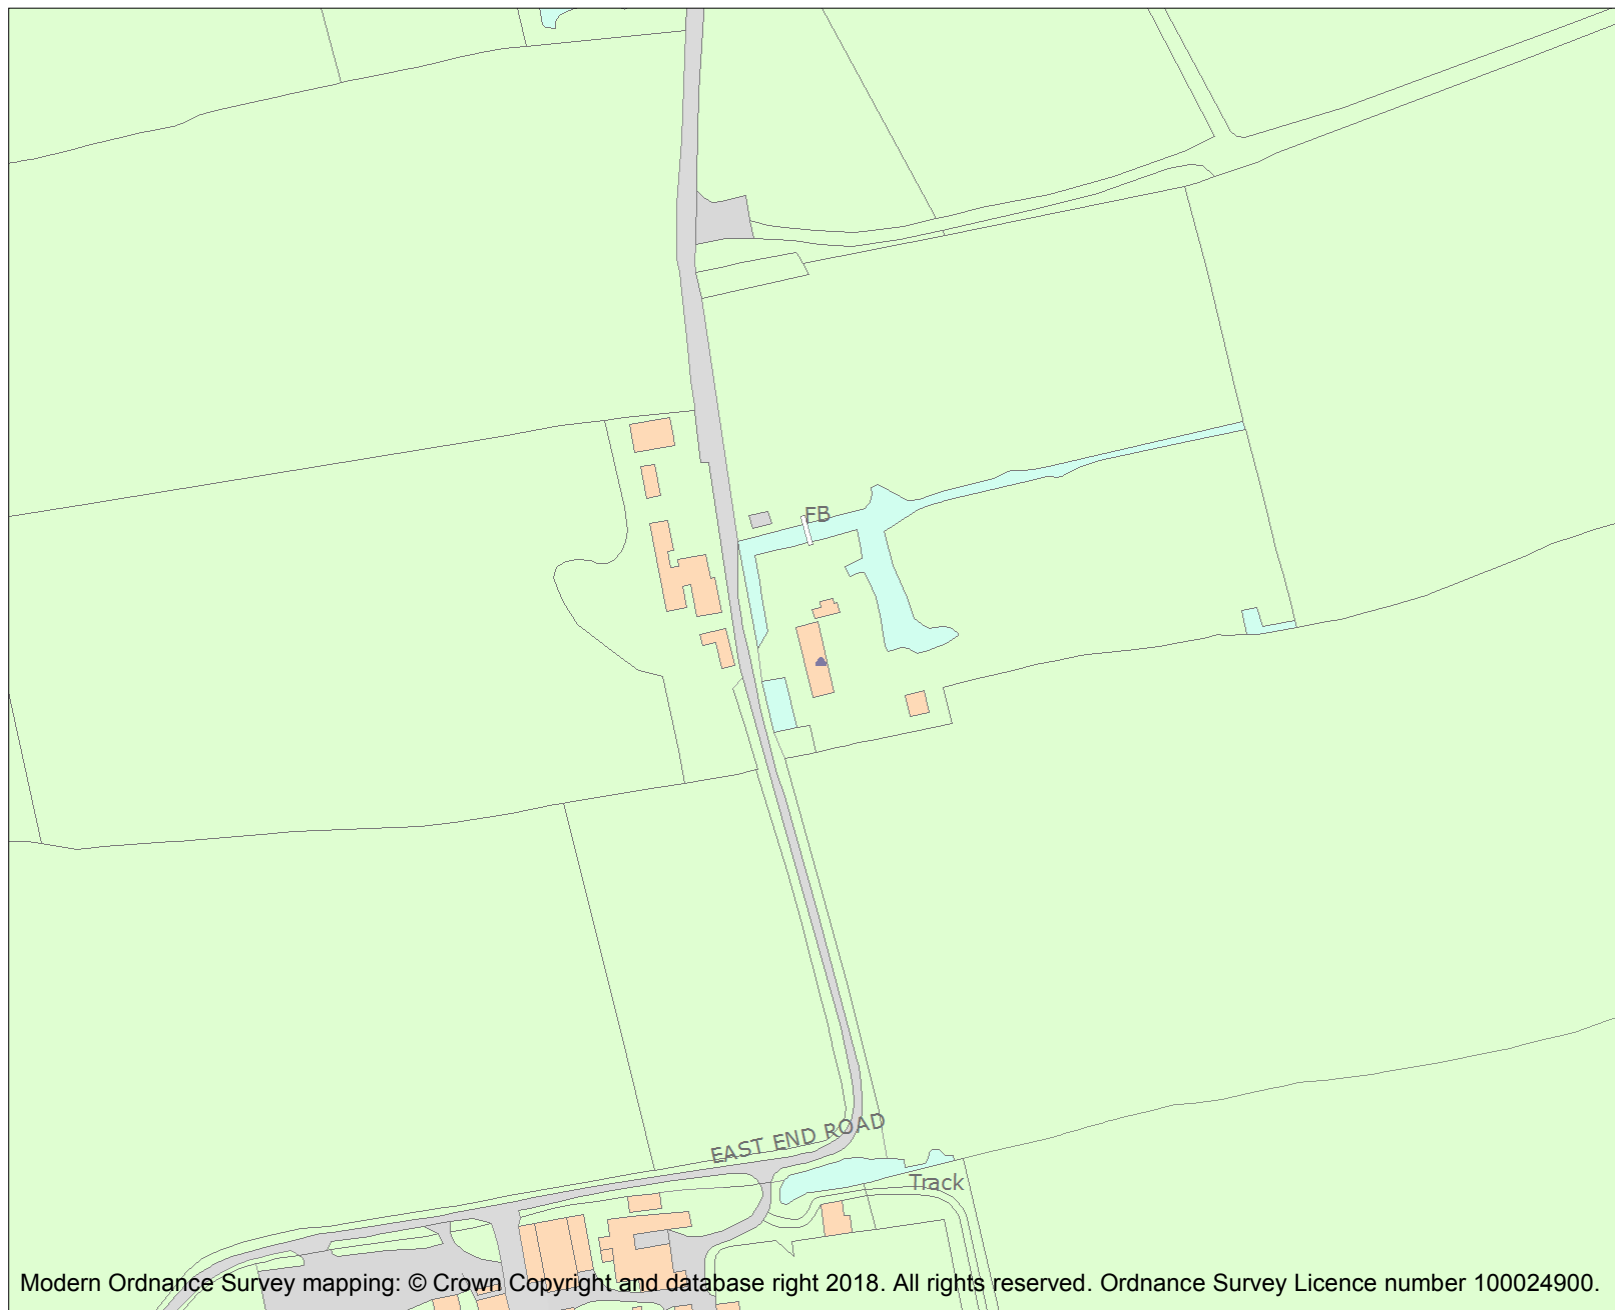 FB
EAST END ROAD
Track
Modern Ordnance Survey mapping: © Crown Copyright and database right 2018. All rights reserved. Ordnance Survey Licence number 100024900.